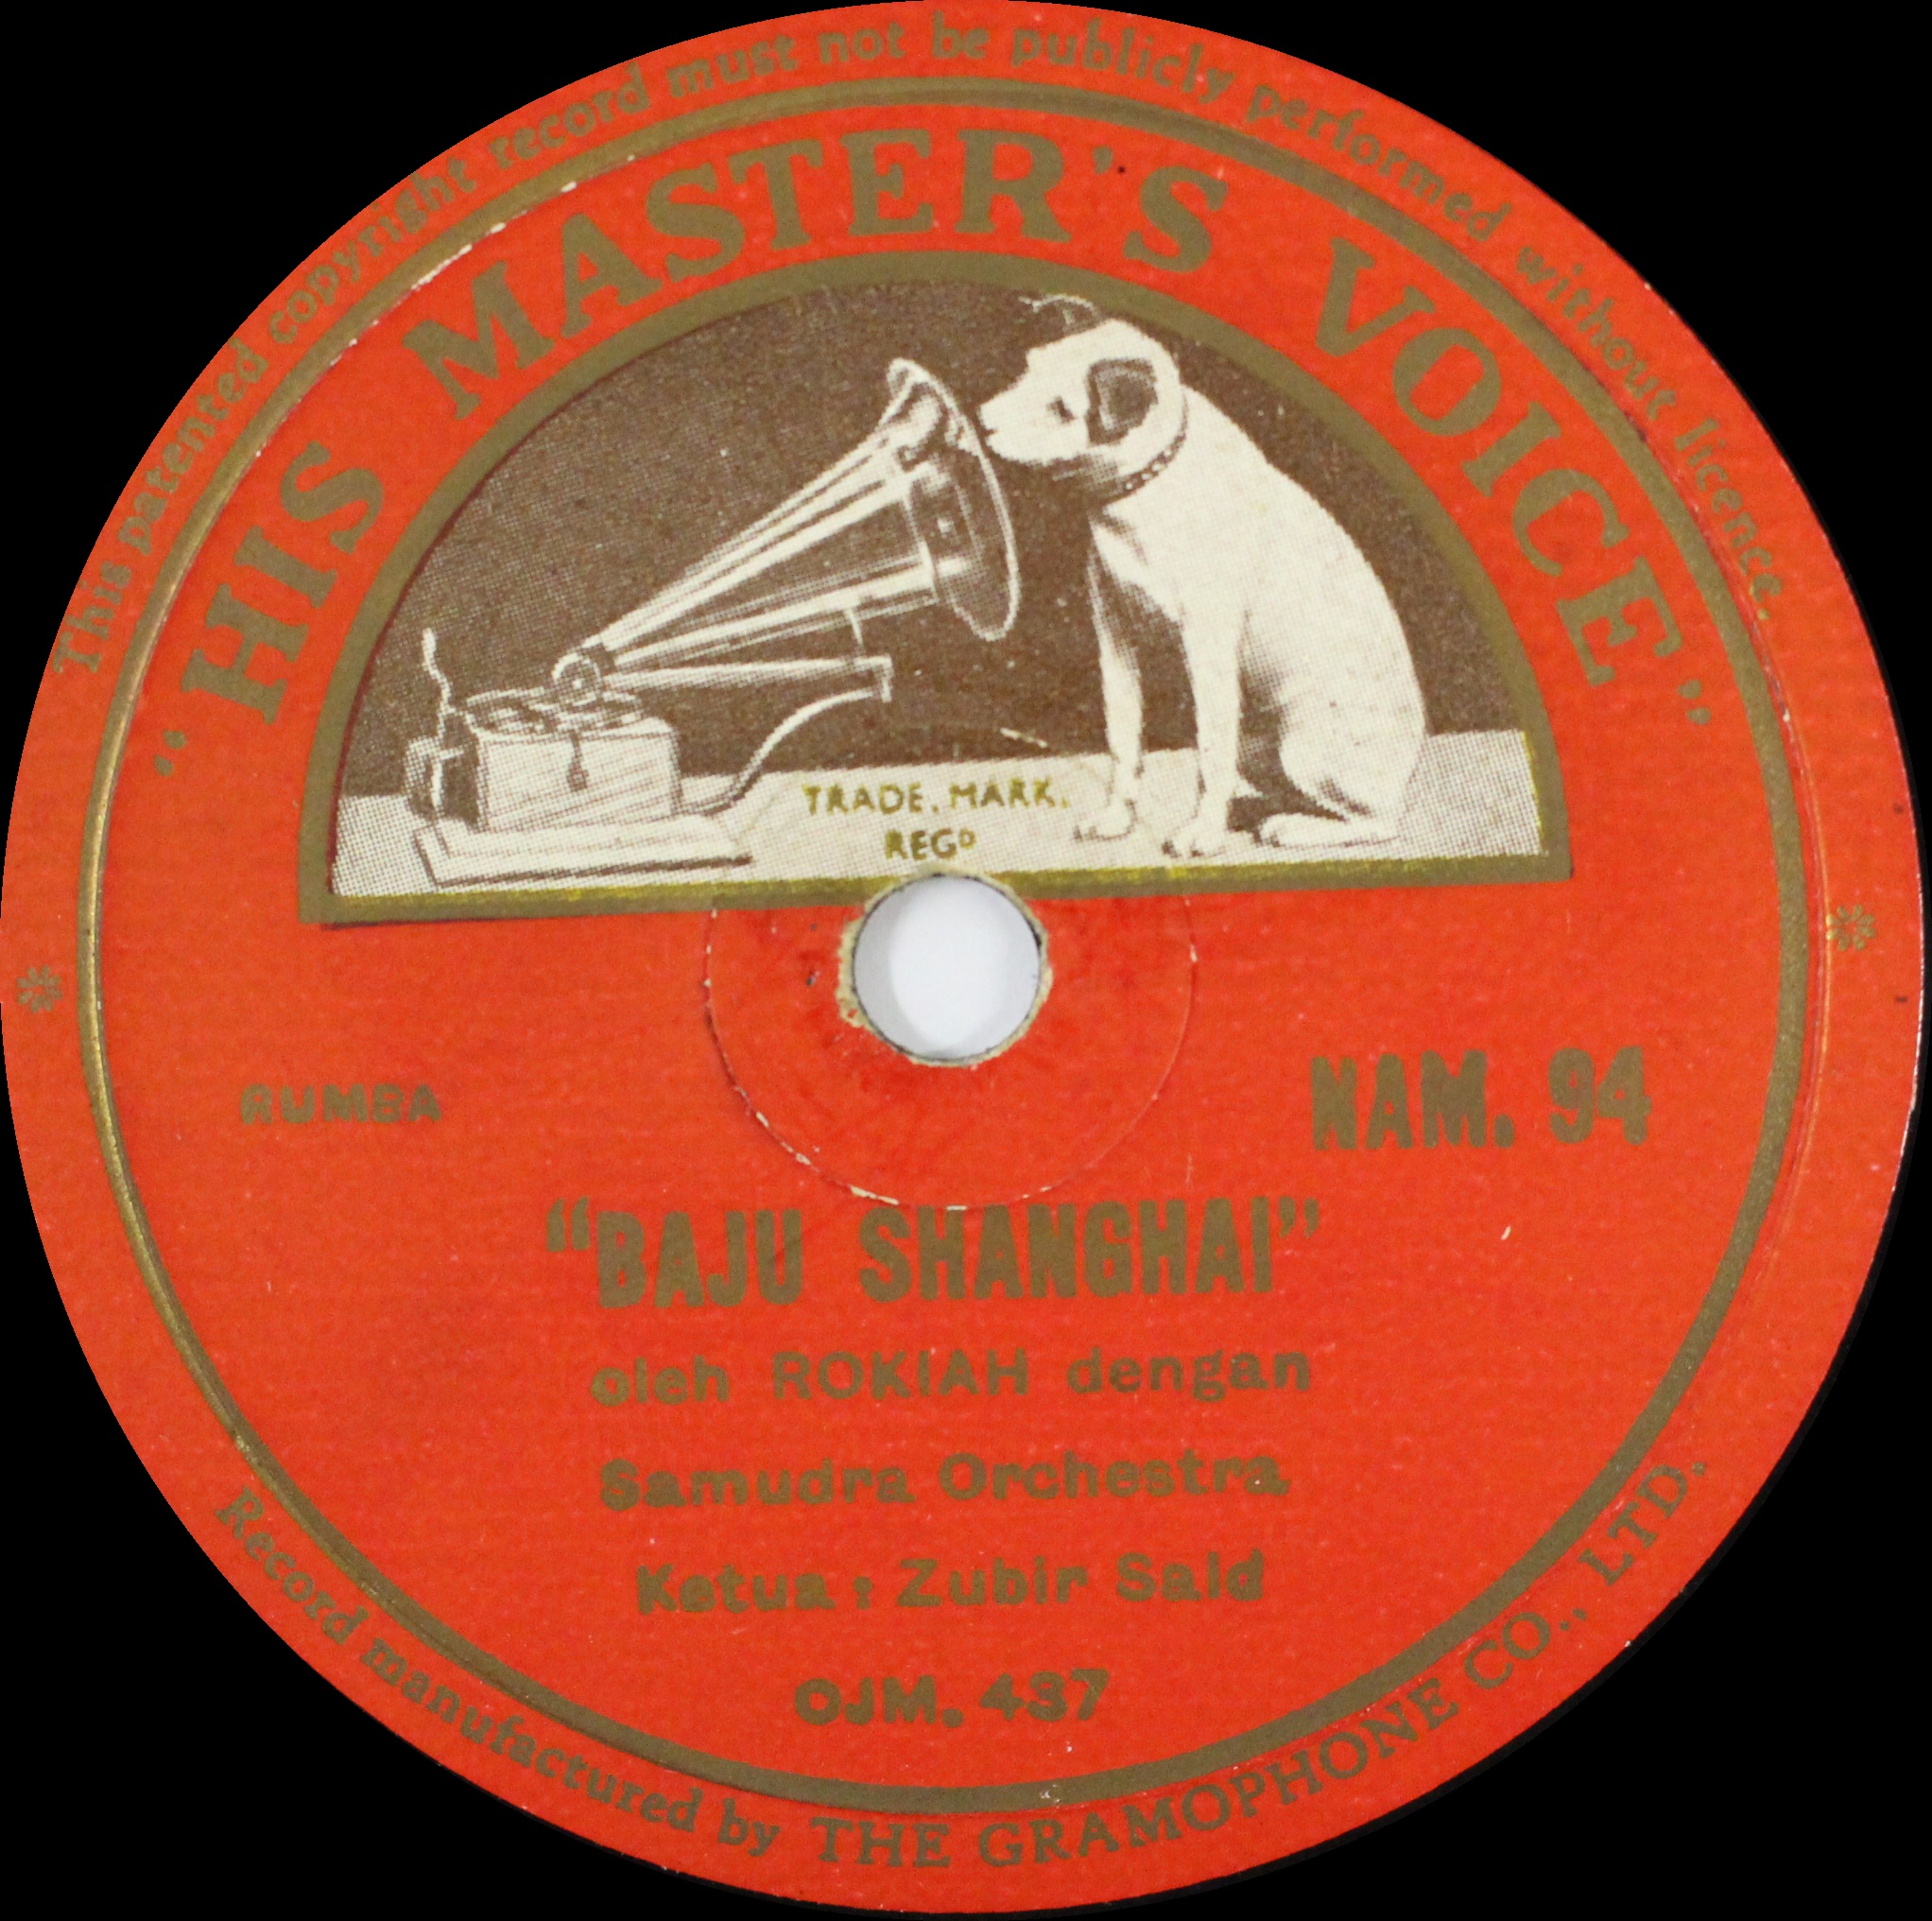 This patented copyright record must not be publicly performed without licence.
"HIS MASTER'S VOICE"
TRADE. MARK.
REGD
RUMBA
NAM. 94
"BAJU SHANGHAI"
oleh ROKIAH dengan
Samudra Orchestra
Ketua : Zubir Said
OJM. 437
Record manufactured by THE GRAMOPHONE CO., LTD.